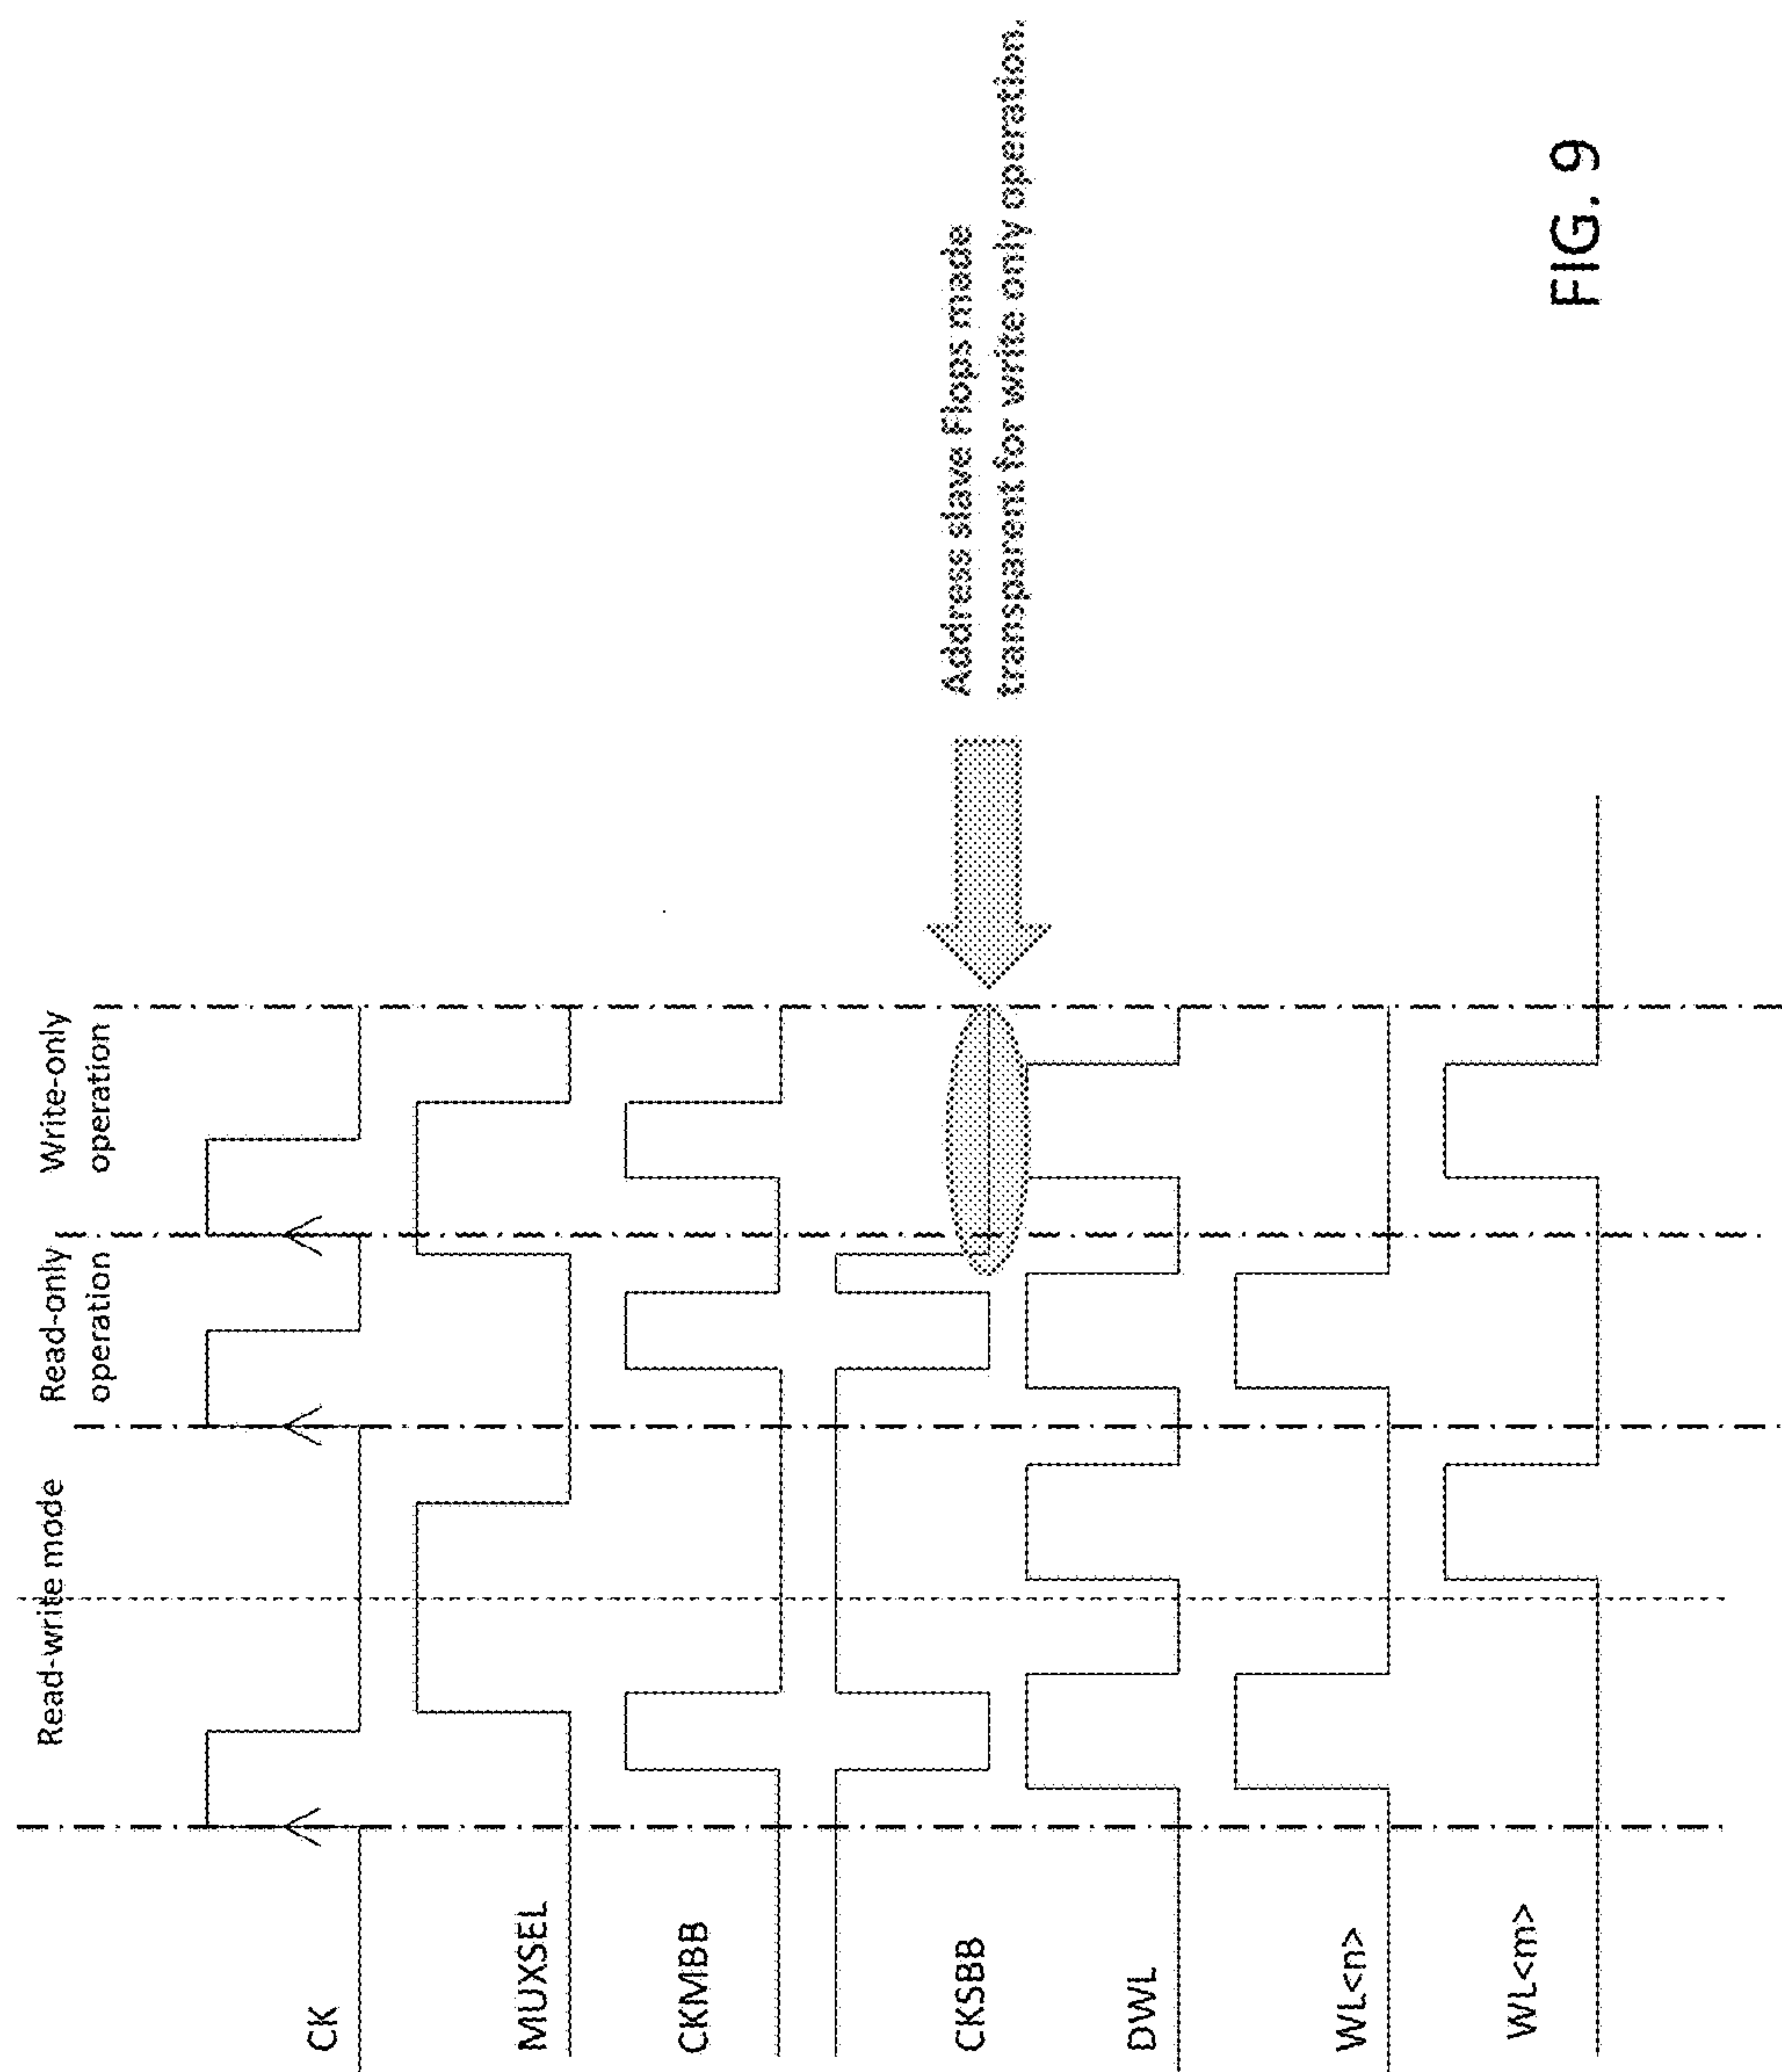 Read-write mode
Read-only
operation
Write-only
operation
CK
MUXSEL
CKMBB
CKSBB
DWL
WL<n>
WL<m>
Address slave Flops made
transparent for write only operation.
FIG. 9